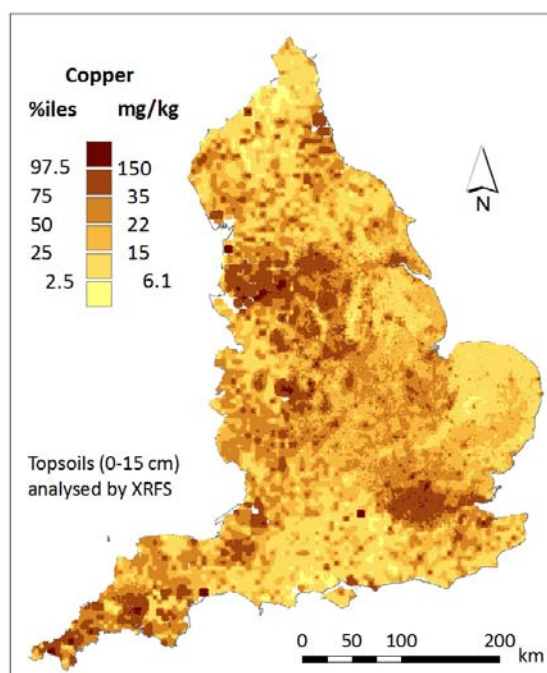 Copper
%iles mg/kg
97.5 150
75 35
50 22
25 15
2.5 6.1
N
Topsoils (0-15 cm)
analysed by XRFS
0 50 100 200
km